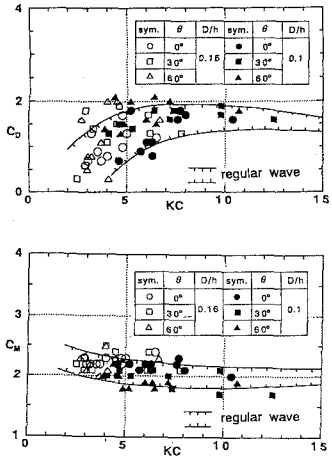 4
3
2
1
0
C_D
sym. θ D/h sym. θ D/h
○ 0° 0.16 ● 0° 0.1
□ 30° ■ 30°
△ 60° ▲ 60°
regular wave
0 5 10 15
KC
4
3
2
1
C_M
sym. θ D/h sym. θ D/h
○ 0° 0.16 ● 0° 0.1
□ 30° ■ 30°
△ 60° ▲ 60°
regular wave
0 5 10 15
KC